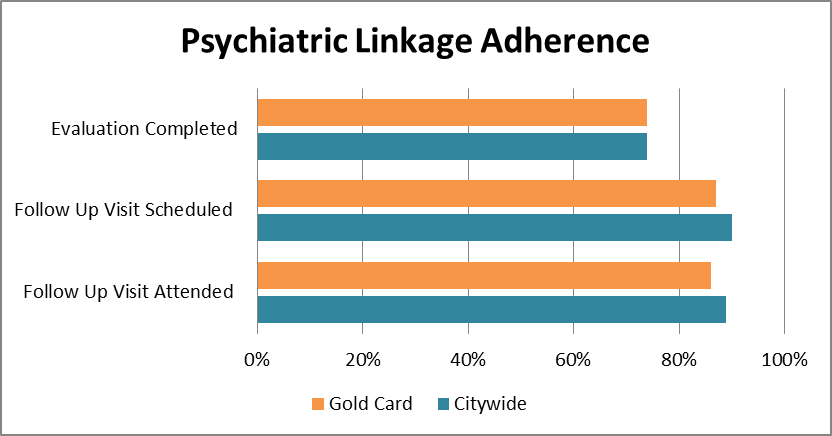 Psychiatric Linkage Adherence
Evaluation Completed
Follow Up Visit Scheduled
Follow Up Visit Attended
0% 20% 40% 60% 80% 100%
Gold Card Citywide